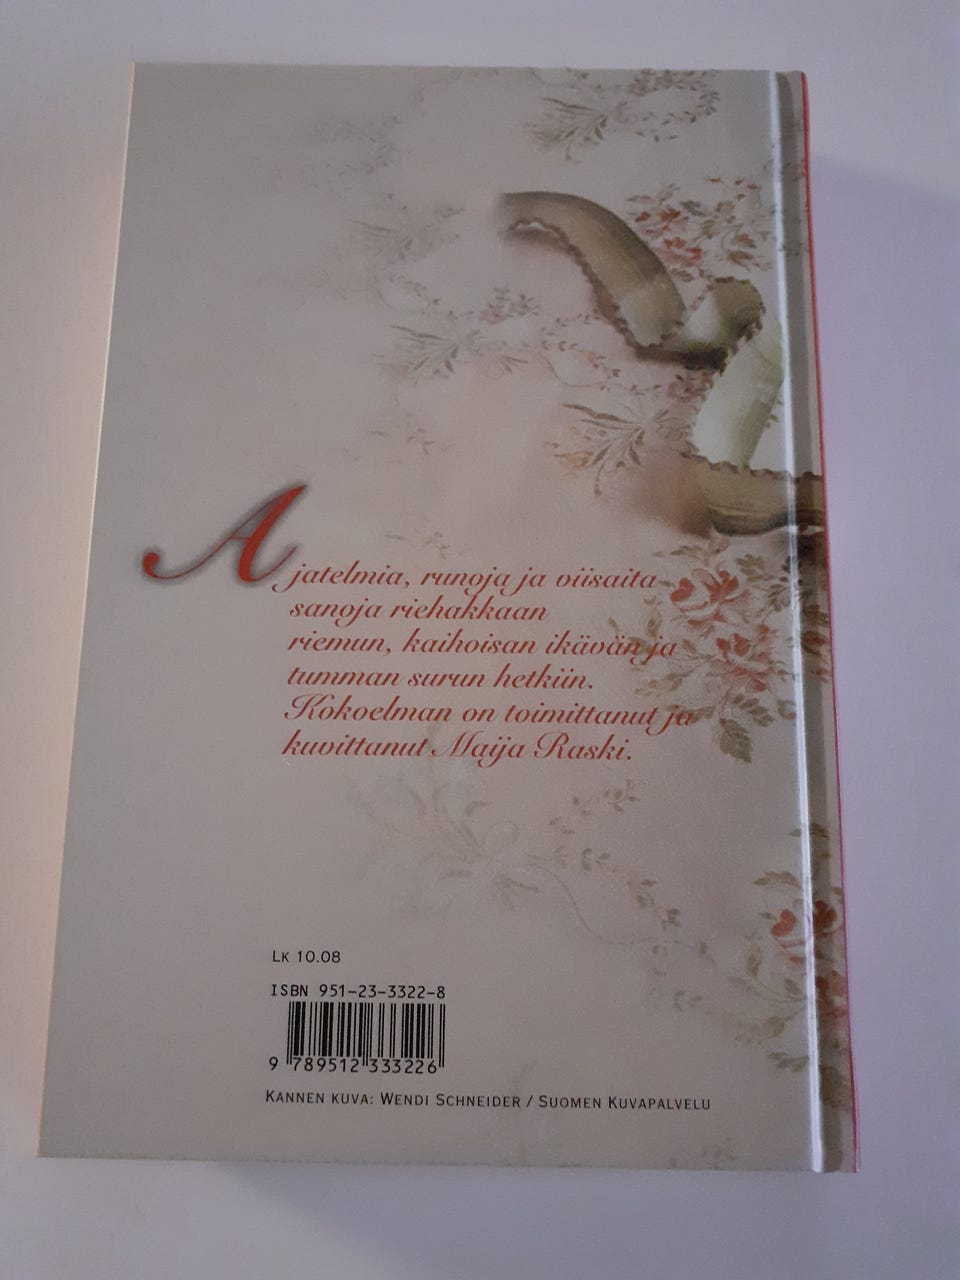 Ajatelmia, runoja ja viisaita
sanoja riehakkaan
riemun, kaihoisan ikävän ja
tumman surun hetkiin.
Kokoelman on toimittanut ja
kuvittanut Maija Raski.
LK 10.08
ISBN 951-23-3322-8
9 789512 333226
KANNEN KUVA: WENDI SCHNEIDER / SUOMEN KUVAPALVELU